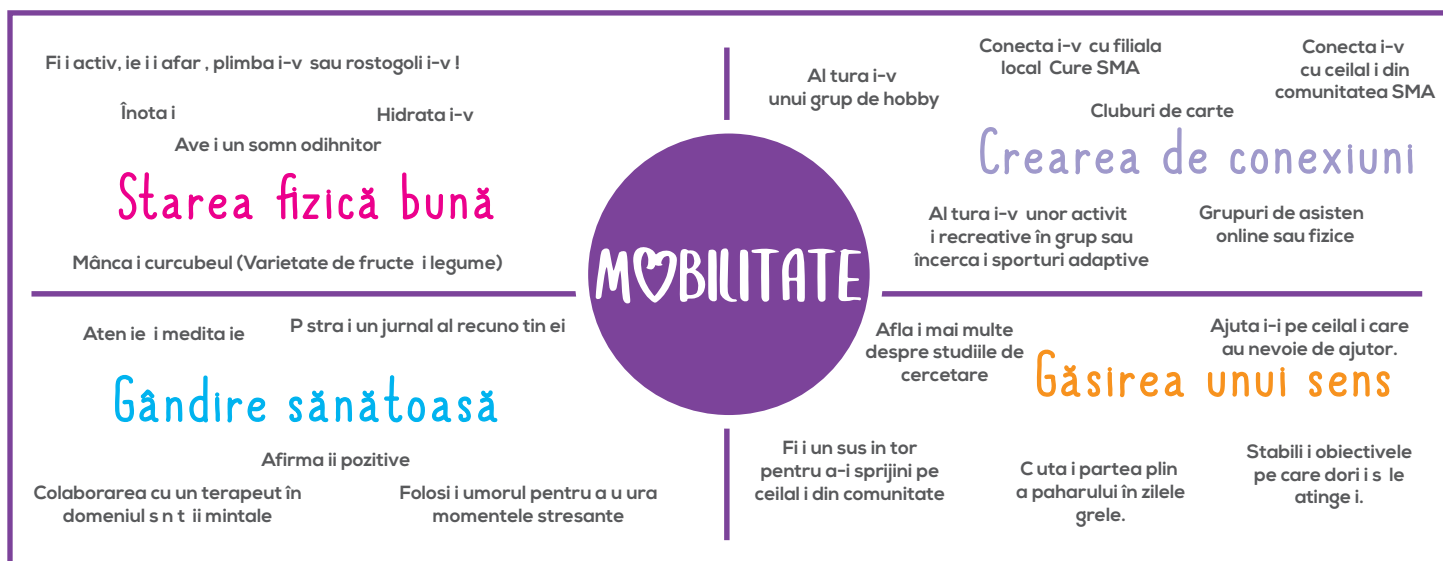 Fi i activ, ie i i afar , plimba i-v sau rostogoli i-v !
Înota i
Hidrata i-v
Ave i un somn odihnitor
Starea fizică bună
Mânca i curcubeul (Varietate de fructe i legume)
Al tura i-v
unui grup de hobby
Conecta i-v cu filiala
local Cure SMA
Conecta i-v
cu ceilal i din
comunitatea SMA
Cluburi de carte
Crearea de conexiuni
Al tura i-v unor activit
i recreative în grup sau
încerca i sporturi adaptive
Grupuri de asisten
online sau fizice
MOBILITATE
Aten ie i medita ie
P stra i un jurnal al recuno tin ei
Gândire sănătoasă
Afirma ii pozitive
Colaborarea cu un terapeut în
domeniul s n t ii mintale
Folosi i umorul pentru a u ura
momentele stresante
Afla i mai multe
despre studiile de
cercetare
Ajuta i-i pe ceilal i care
au nevoie de ajutor.
Găsirea unui sens
Fi i un sus in tor
pentru a-i sprijini pe
ceilal i din comunitate
C uta i partea plin
a paharului în zilele
grele.
Stabili i obiectivele
pe care dori i s le
atinge i.